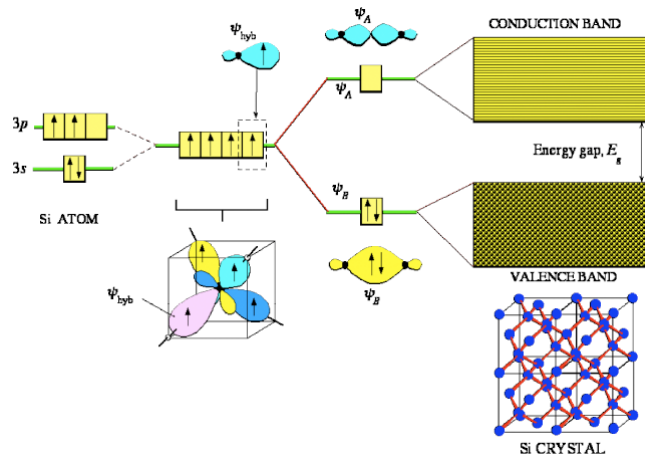 CONDUCTION BAND
ψhyb
ψA
ψA
3p
3s
Energy gap, Eg
Si ATOM
ψB
ψB
ψhyb
VALENCE BAND
Si CRYSTAL